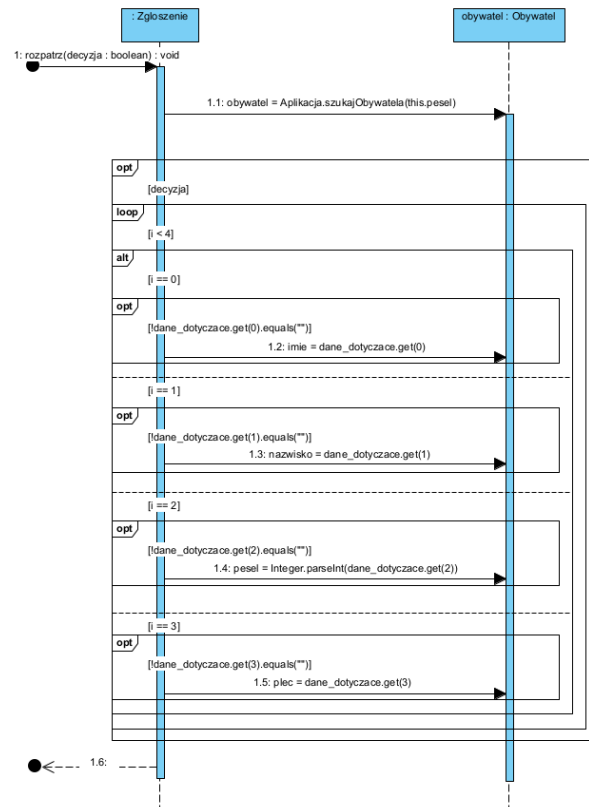 : Zgloszenie
obywatel : Obywatel
1: rozpatrz(decyzja : boolean) : void
1.1: obywatel = Aplikacja.szukajObywatela(this.pesel)
opt
[decyzja]
loop
[i < 4]
alt
[i == 0]
opt
[!dane_dotyczace.get(0).equals("")]
1.2: imie = dane_dotyczace.get(0)
[i == 1]
opt
[!dane_dotyczace.get(1).equals("")]
1.3: nazwisko = dane_dotyczace.get(1)
[i == 2]
opt
[!dane_dotyczace.get(2).equals("")]
1.4: pesel = Integer.parseInt(dane_dotyczace.get(2))
[i == 3]
opt
[!dane_dotyczace.get(3).equals("")]
1.5: plec = dane_dotyczace.get(3)
1.6: